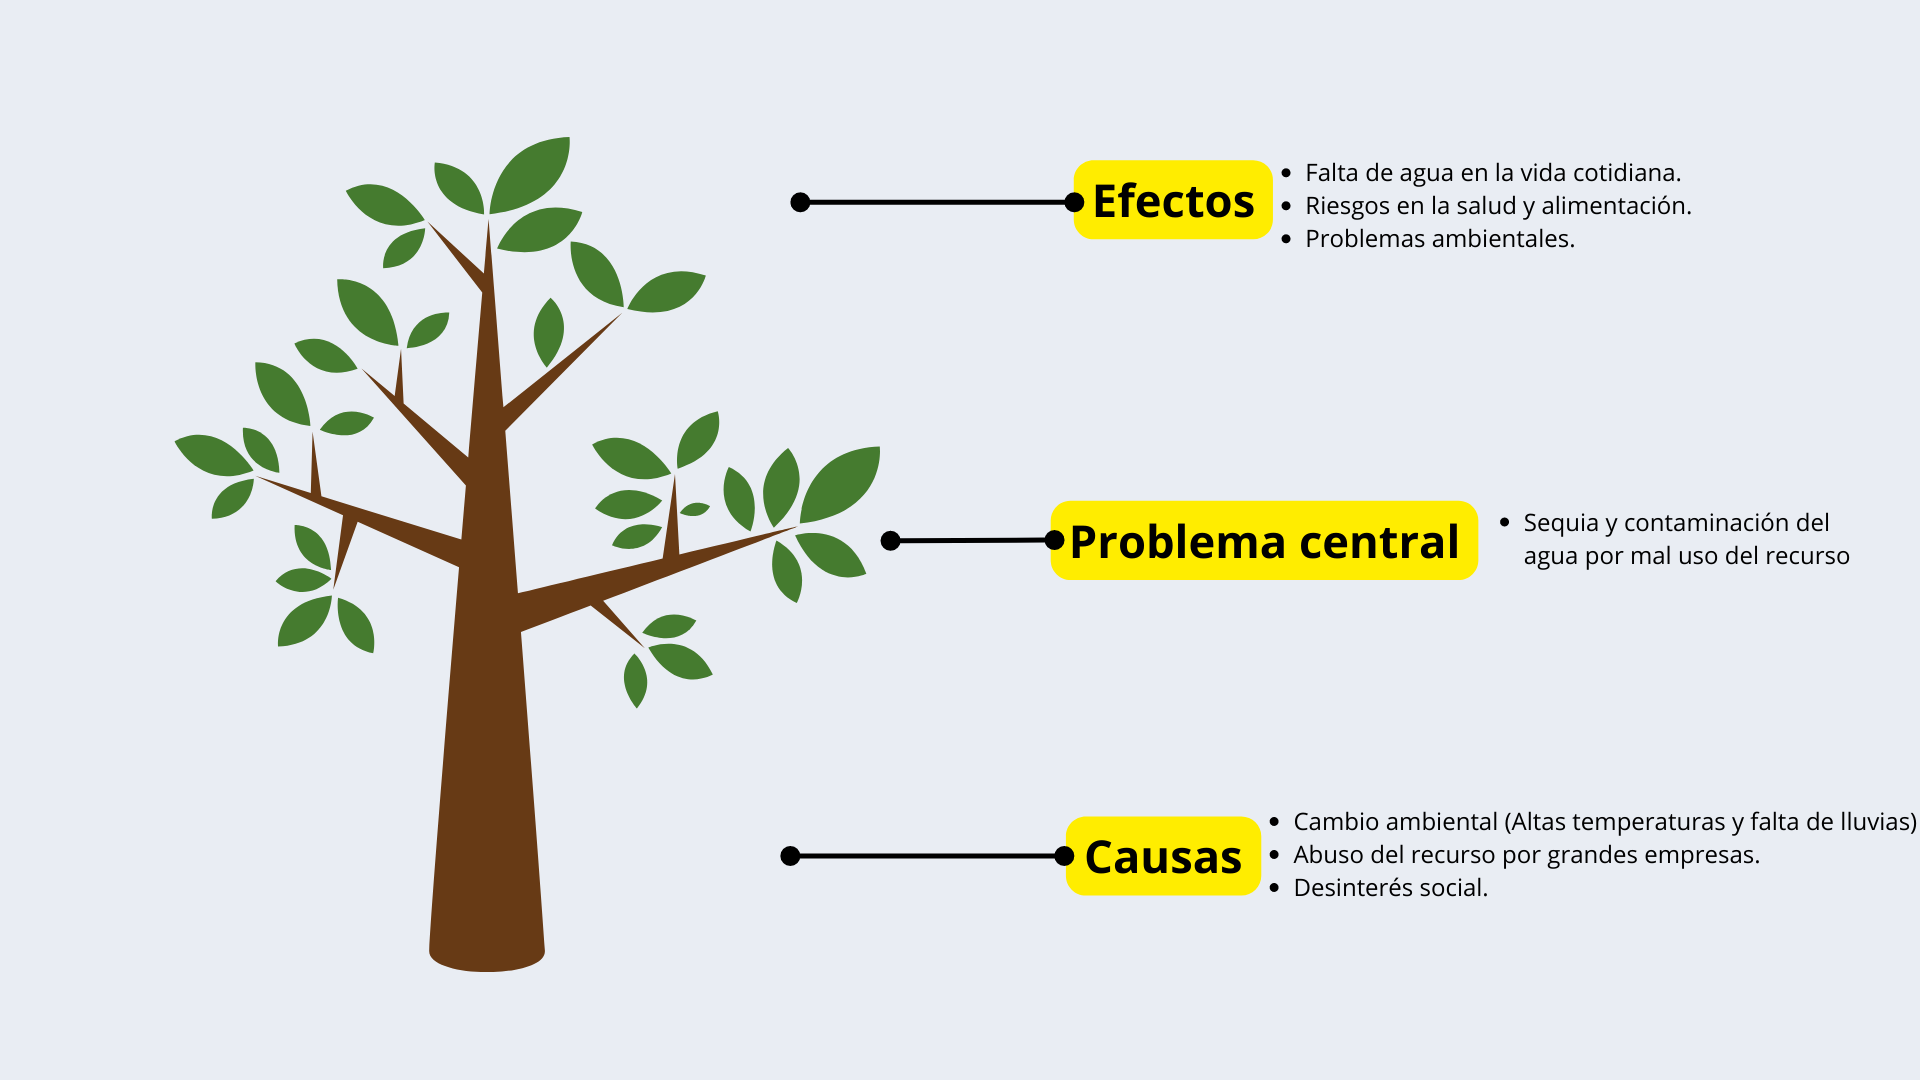 Efectos
• Falta de agua en la vida cotidiana.
• Riesgos en la salud y alimentación.
• Problemas ambientales.
Problema central
• Sequia y contaminación del
agua por mal uso del recurso
Causas
• Cambio ambiental (Altas temperaturas y falta de lluvias)
• Abuso del recurso por grandes empresas.
• Desinterés social.